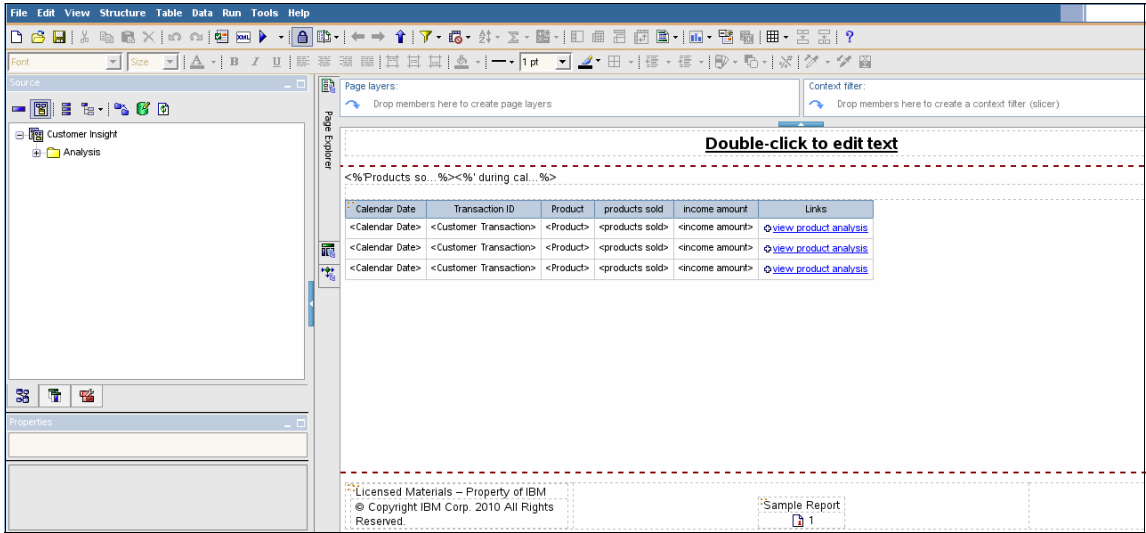 File Edit View Structure Table Data Run Tools Help
Font Size B I U 1 pt
Source
Customer Insight
Analysis
Properties
Page Explorer
Page layers:
Drop members here to create page layers
Context filter:
Drop members here to create a context filter (slicer)
Double-click to edit text
<%'Products so...%><%' during cal...%>
Calendar Date Transaction ID Product products sold income amount Links
<Calendar Date> <Customer Transaction> <Product> <products sold> <income amount> view product analysis
<Calendar Date> <Customer Transaction> <Product> <products sold> <income amount> view product analysis
<Calendar Date> <Customer Transaction> <Product> <products sold> <income amount> view product analysis
Licensed Materials – Property of IBM
© Copyright IBM Corp. 2010 All Rights
Reserved.
Sample Report
1